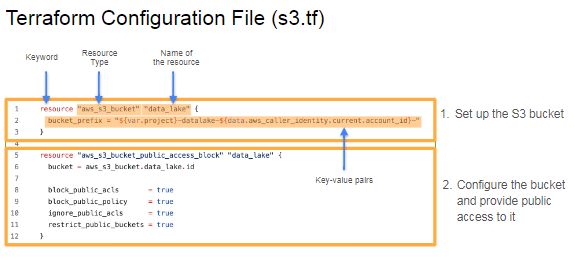 Terraform Configuration File (s3.tf)
Keyword
Resource
Type
Name of
the resource
1 resource "aws_s3_bucket" "data_lake" {
2 bucket_prefix = "${var.project}-datalake-${data.aws_caller_identity.current.account_id}-"
3 }
4
Key-value pairs
1. Set up the S3 bucket
5 resource "aws_s3_bucket_public_access_block" "data_lake" {
6 bucket = aws_s3_bucket.data_lake.id
7
8 block_public_acls = true
9 block_public_policy = true
10 ignore_public_acls = true
11 restrict_public_buckets = true
12 }
2. Configure the bucket
and provide public
access to it